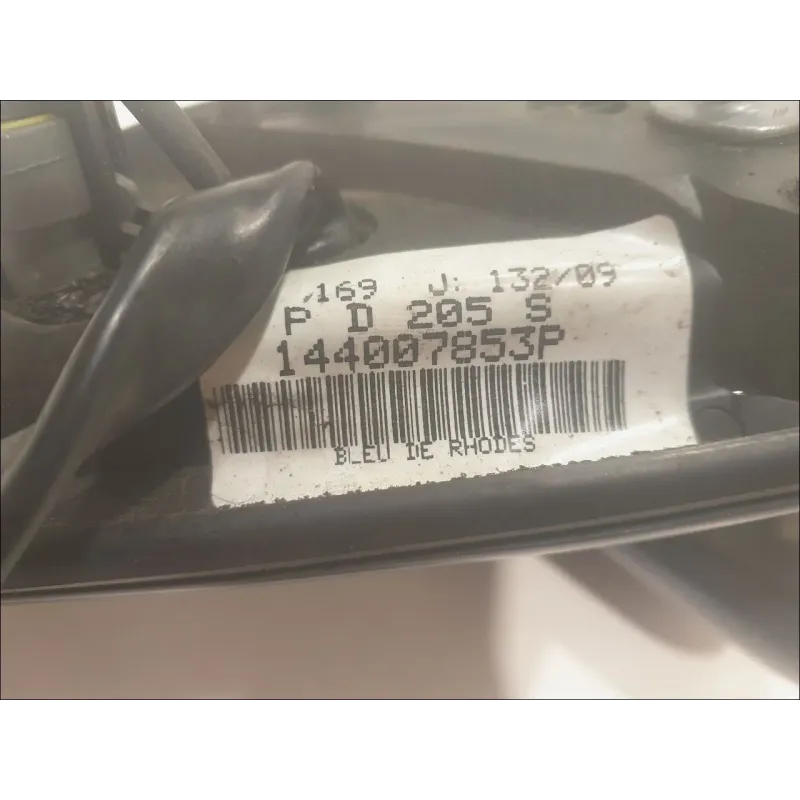 ,169 J: 132/09
P D 205 S
144007853P
BLEU DE RHODES